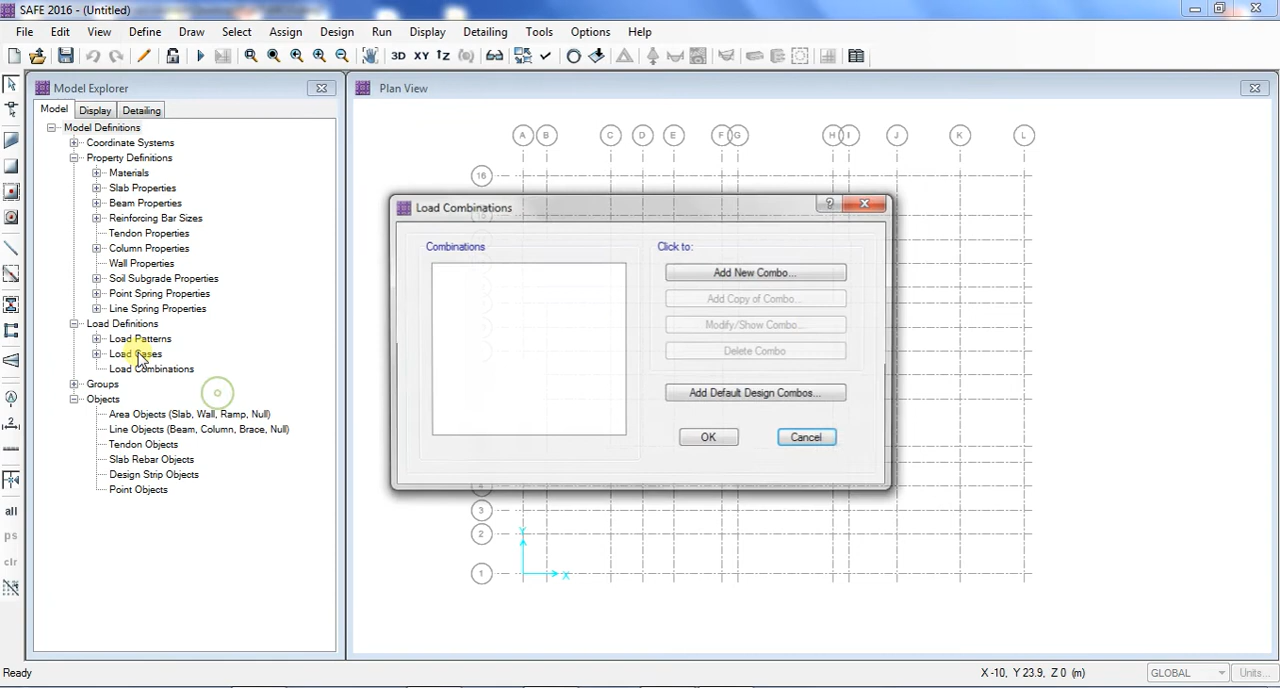 SAFE 2016 - (Untitled)
File Edit View Define Draw Select Assign Design Run Display Detailing Tools Options Help
3D XY
Model Explorer
Plan View
Model Display Detailing
Model Definitions
Coordinate Systems
Property Definitions
Materials
Slab Properties
Beam Properties
Reinforcing Bar Sizes
Tendon Properties
Column Properties
Wall Properties
Soil Subgrade Properties
Point Spring Properties
Line Spring Properties
Load Definitions
Load Patterns
Load Cases
Load Combinations
Groups
Objects
Area Objects (Slab, Wall, Ramp, Null)
Line Objects (Beam, Column, Brace, Null)
Tendon Objects
Slab Rebar Objects
Design Strip Objects
Point Objects
all
ps
clr
A B C D E F G H I J K L
16
Load Combinations
?
Combinations
Click to:
Add New Combo...
Add Copy of Combo...
Modify/Show Combo...
Delete Combo
Add Default Design Combos...
OK Cancel
3
2
1
Y
X
Ready
X -10, Y 23.9, Z 0 (m)
GLOBAL
Units...